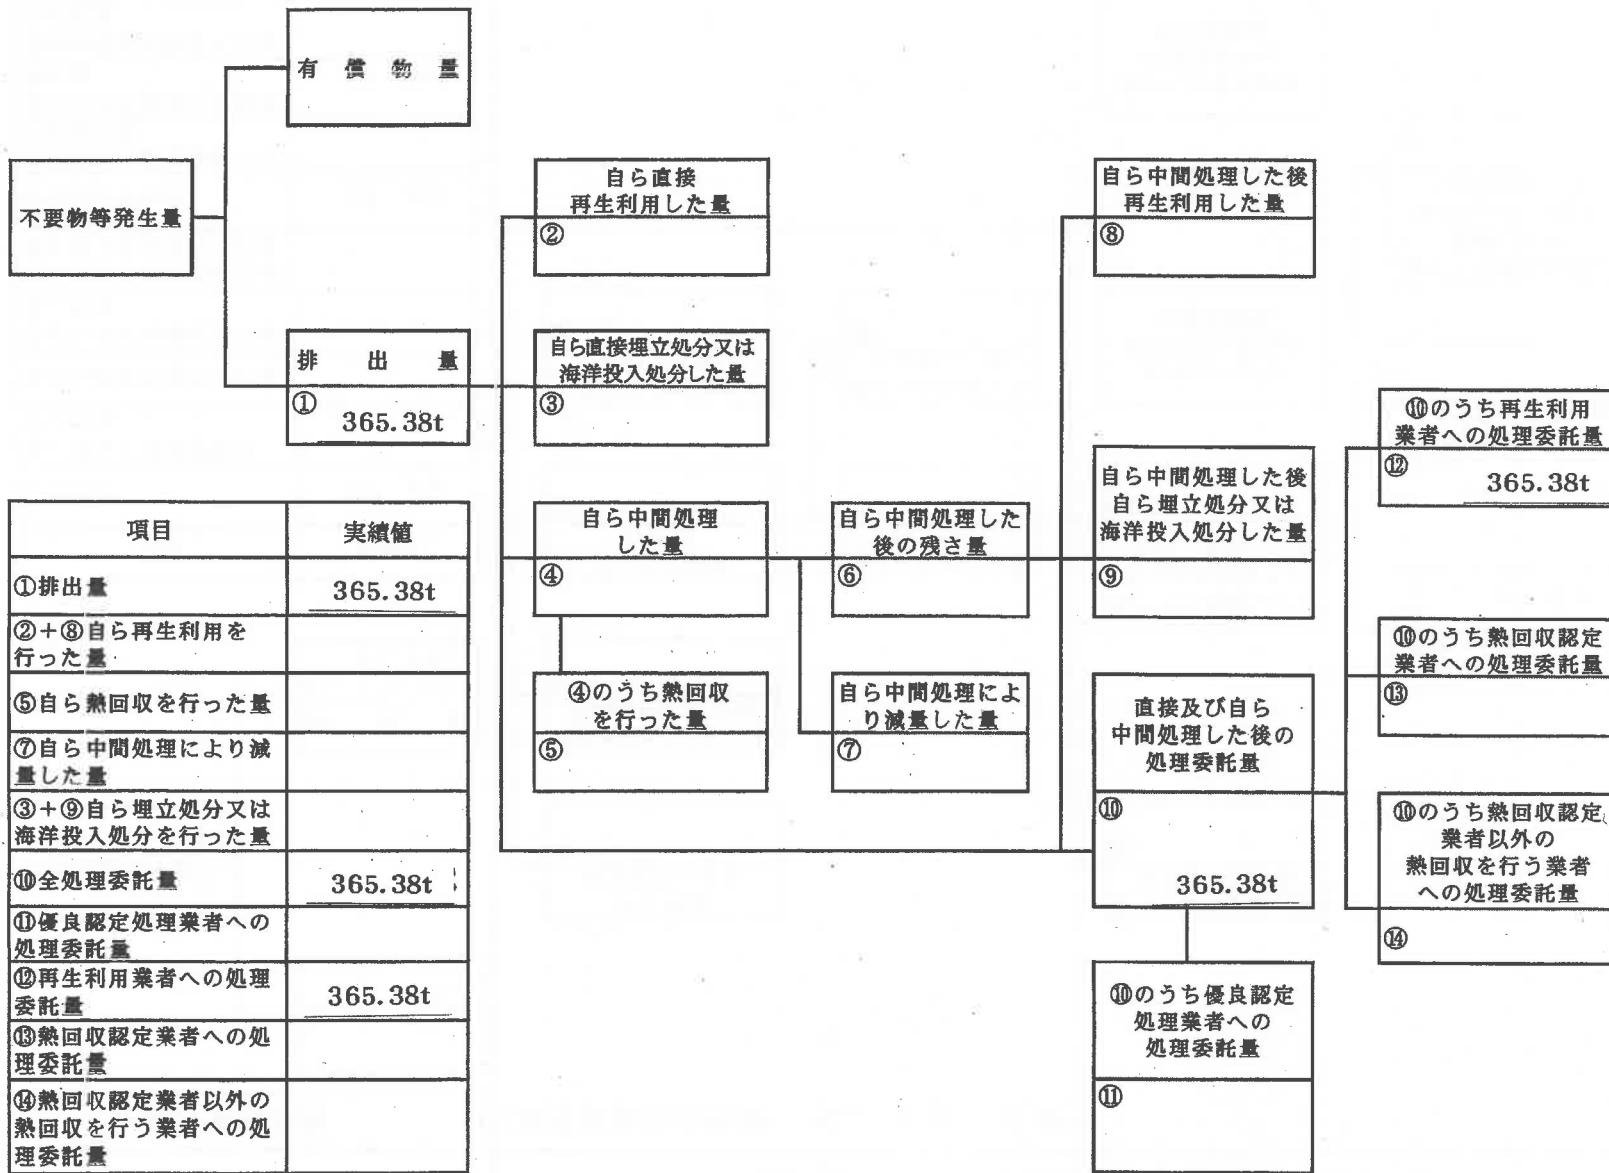 有償物量
不要物等発生量
排出量
①
365.38t
自ら直接
再生利用した量
②
自ら直接埋立処分又は
海洋投入処分した量
③
自ら中間処理
した量
④
④のうち熱回収
を行った量
⑤
自ら中間処理した
後の残さ量
⑥
自ら中間処理によ
り減量した量
⑦
自ら中間処理した後
再生利用した量
⑧
自ら中間処理した後
自ら埋立処分又は
海洋投入処分した量
⑨
直接及び自ら
中間処理した後の
処理委託量
⑩
365.38t
⑩のうち優良認定
処理業者への
処理委託量
⑪
⑩のうち再生利用
業者への処理委託量
⑫
365.38t
⑩のうち熱回収認定
業者への処理委託量
⑬
⑩のうち熱回収認定
業者以外の
熱回収を行う業者
への処理委託量
⑭
項目 実績値
①排出量 365.38t
②+⑧自ら再生利用を
行った量
⑤自ら熱回収を行った量
⑦自ら中間処理により減
量した量
③+⑨自ら埋立処分又は
海洋投入処分を行った量
⑩全処理委託量 365.38t
⑪優良認定処理業者への
処理委託量
⑫再生利用業者への処理
委託量 365.38t
⑬熱回収認定業者への処
理委託量
⑭熱回収認定業者以外の
熱回収を行う業者への処
理委託量